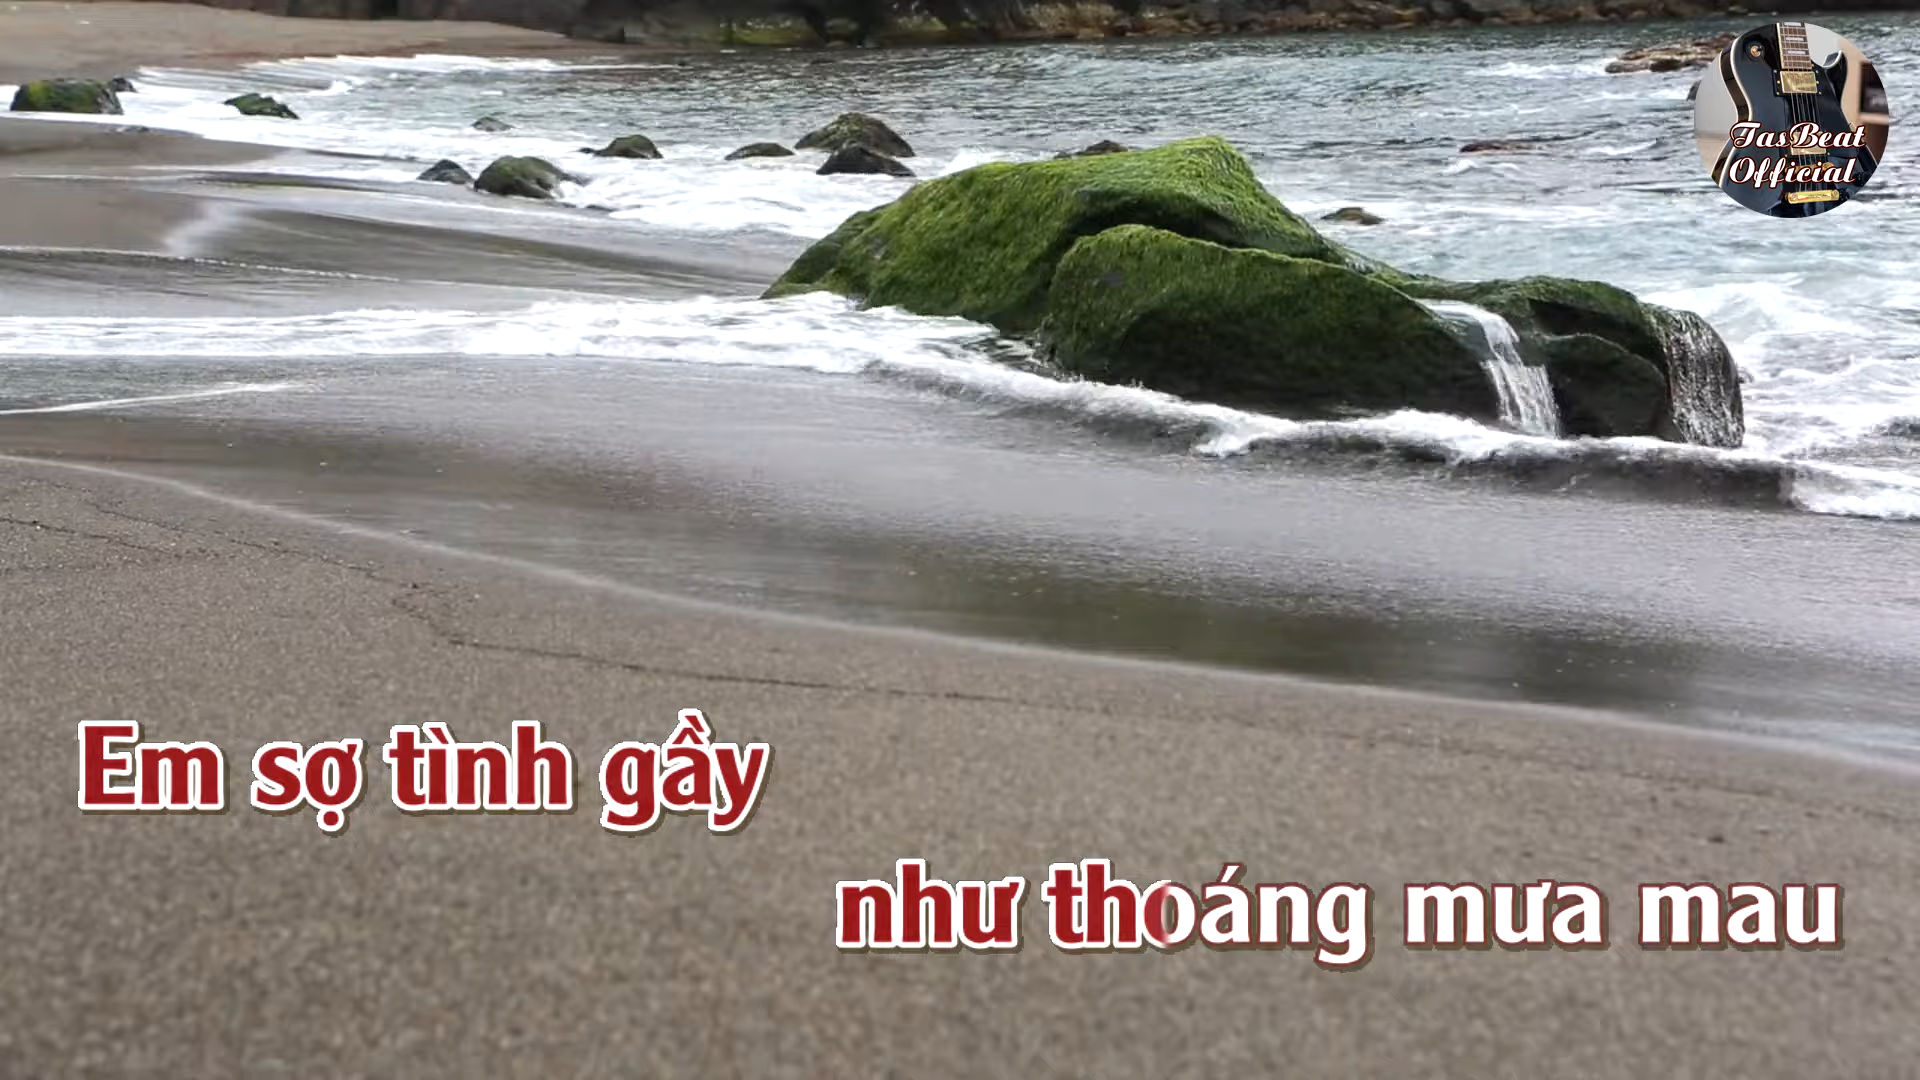 TasBeat
Official
Em sợ tình gầy
như thoáng mưa mau